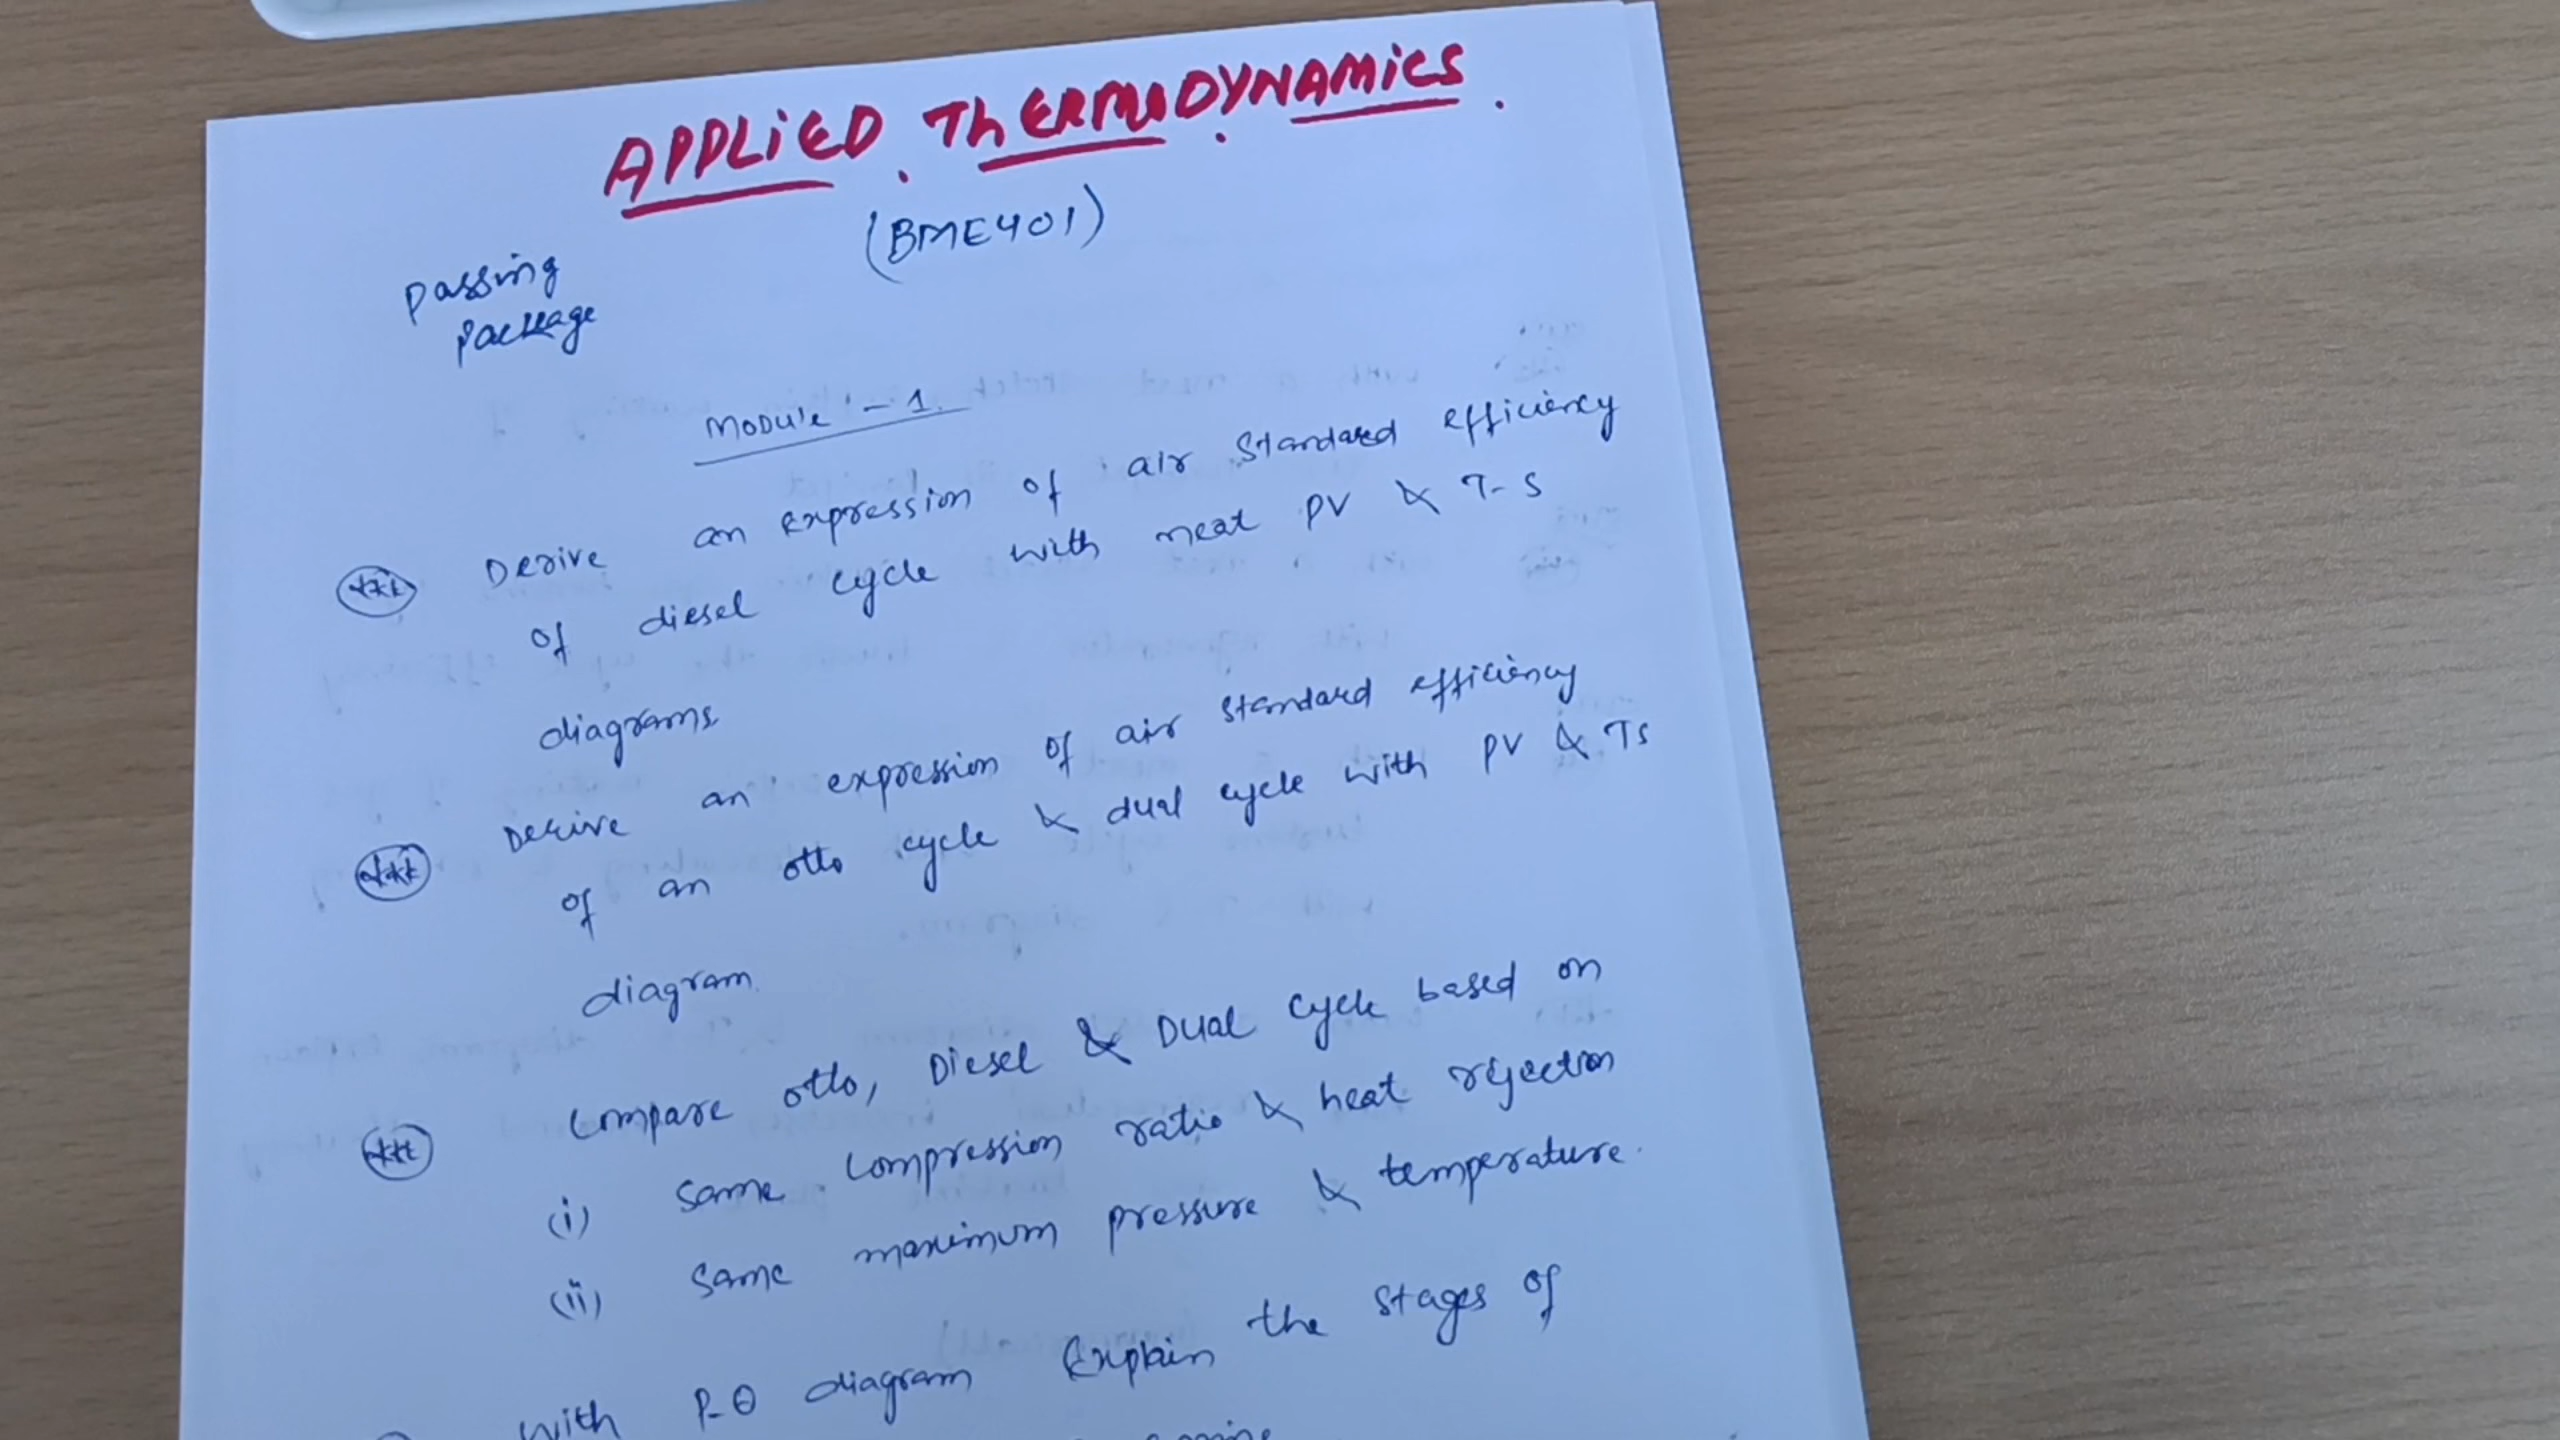 APPLiED ThERMODYNAMiCS.
(BME401)
passing
package
MODule - 1.
*** Derive an Expression of air Standard efficiency
of diesel cycle with neat PV & T-S
diagrams.
*** Derive an expression of air standard efficiency
of an otto cycle & dual cycle with PV & TS
diagram.
*** Compare otto, Diesel & Dual cycle based on
(i) Same compression ratio & heat rejection
(ii) Same maximum pressure & temperature.
With P-θ diagram Explain the stages of